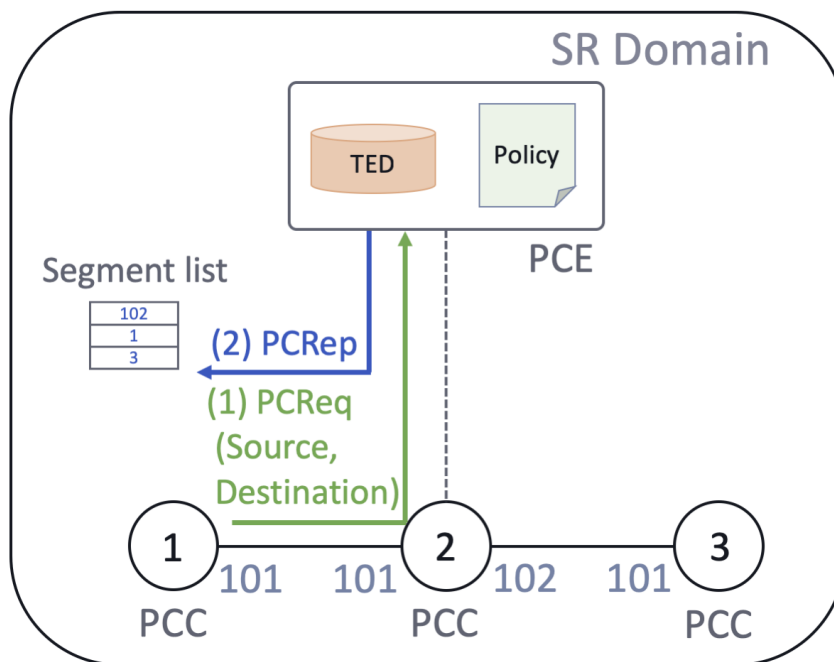 SR Domain
TED
Policy
PCE
Segment list
102
1
3
(2) PCRep
(1) PCReq
(Source,
Destination)
1
2
3
101
101
102
101
PCC
PCC
PCC